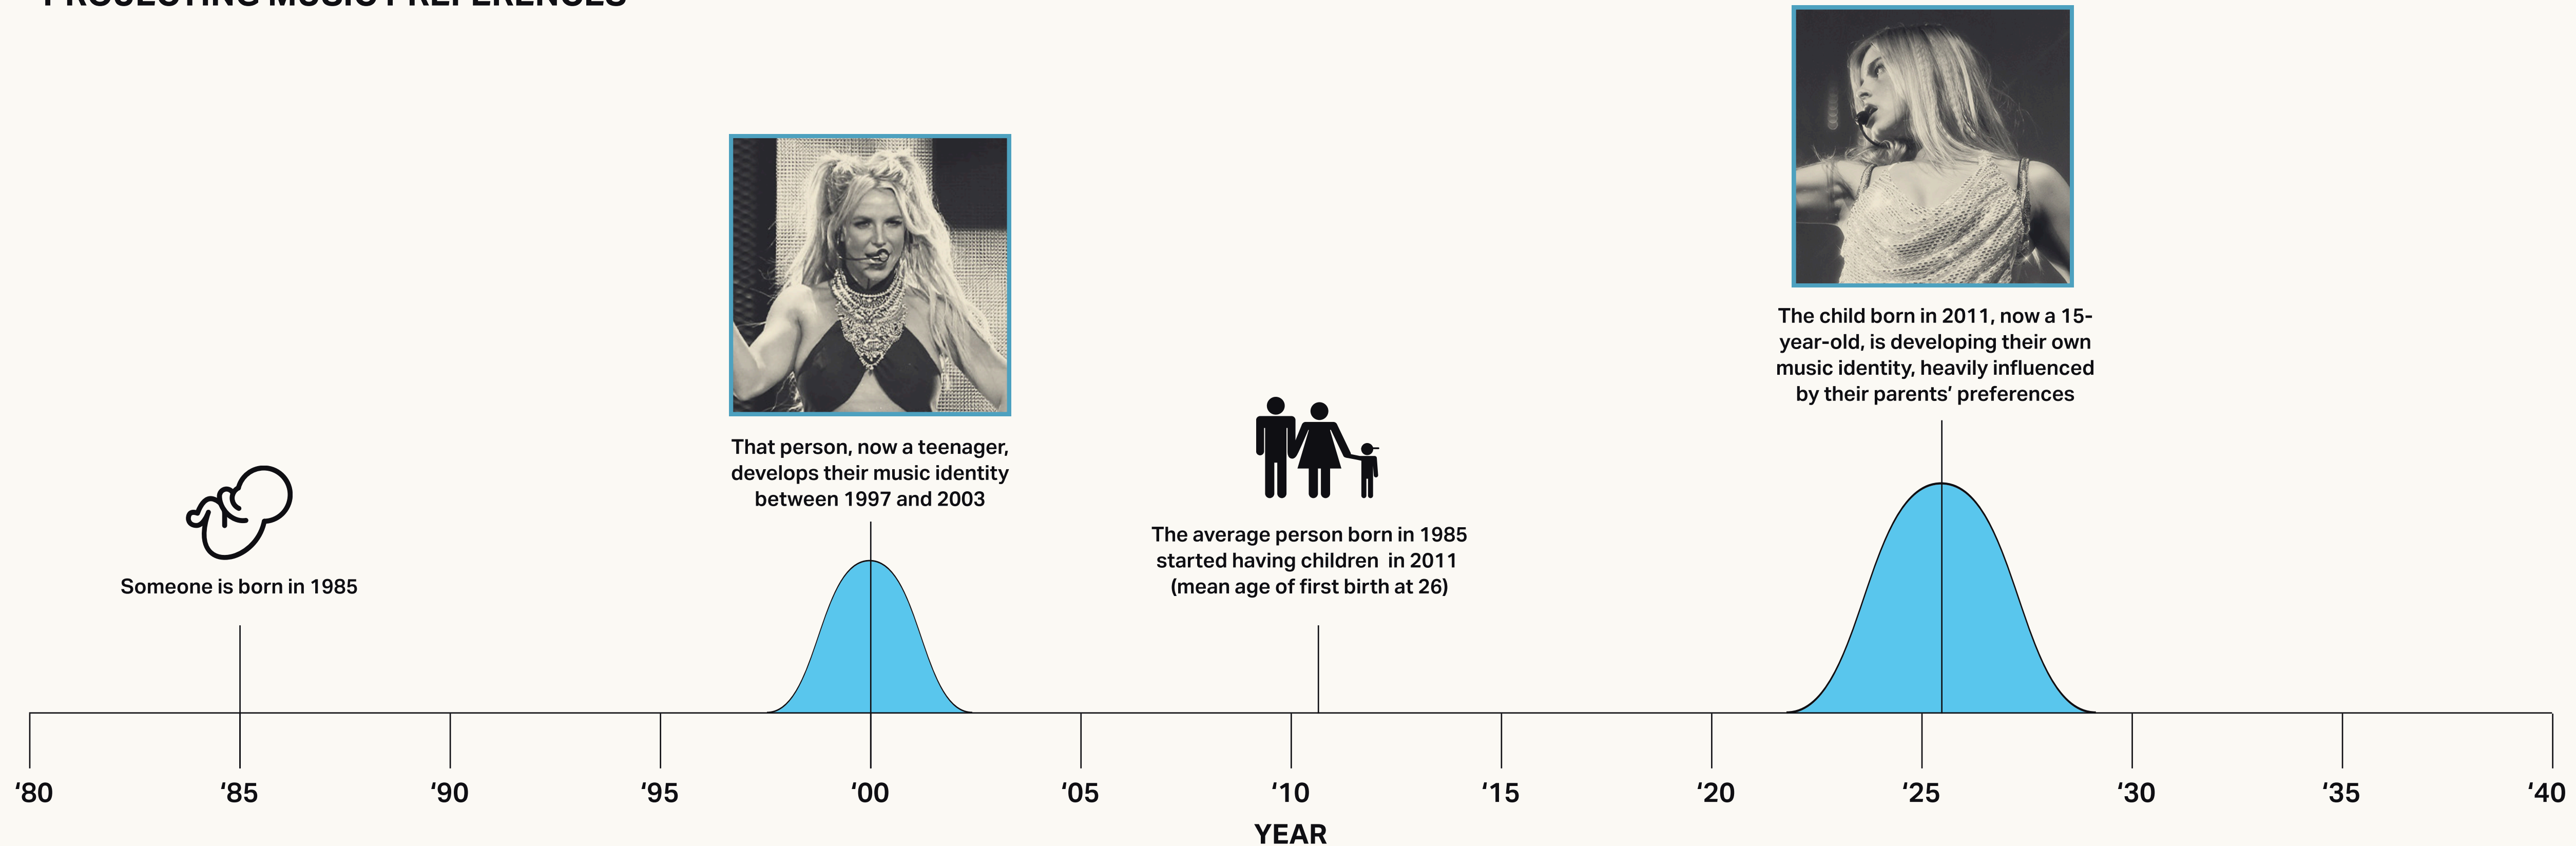 PROJECTING MUSIC PREFERENCES
Someone is born in 1985
That person, now a teenager,
develops their music identity
between 1997 and 2003
The average person born in 1985
started having children  in 2011
(mean age of first birth at 26)
The child born in 2011, now a 15-
year-old, is developing their own
music identity, heavily influenced
by their parents’ preferences
‘80 ‘85 ‘90 ‘95 ‘00 ‘05 ‘10 ‘15 ‘20 ‘25 ‘30 ‘35 ‘40
YEAR